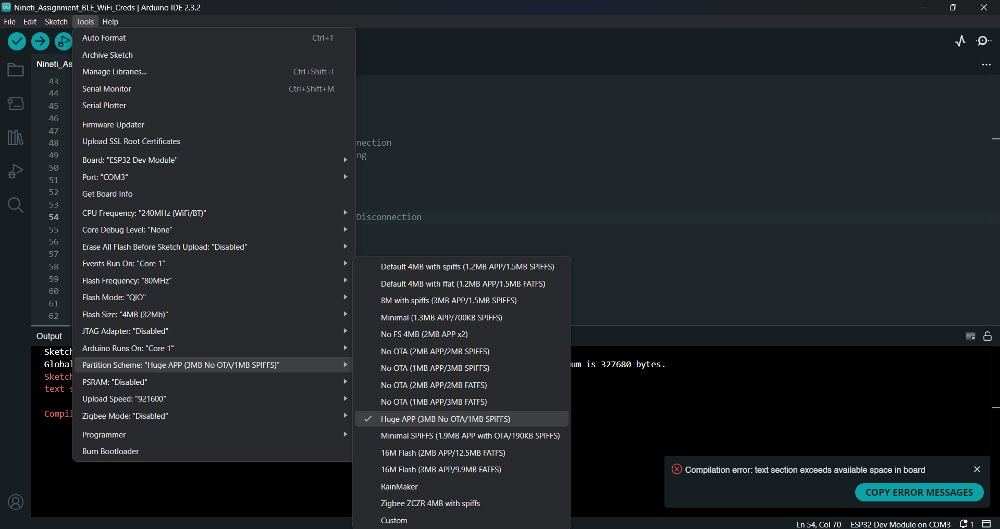 Nineti_Assignment_BLE_WiFi_Creds | Arduino IDE 2.3.2
File Edit Sketch Tools Help
Nineti_As
43
44
45
46
47
48
49
50
51
52
53
54
55
56
57
58
59
60
61
62
Auto Format Ctrl+T
Archive Sketch
Manage Libraries... Ctrl+Shift+I
Serial Monitor Ctrl+Shift+M
Serial Plotter
Firmware Updater
Upload SSL Root Certificates
Board: "ESP32 Dev Module"
Port: "COM3"
Get Board Info
CPU Frequency: "240MHz (WiFi/BT)"
Core Debug Level: "None"
Erase All Flash Before Sketch Upload: "Disabled"
Events Run On: "Core 1"
Flash Frequency: "80MHz"
Flash Mode: "QIO"
Flash Size: "4MB (32Mb)"
JTAG Adapter: "Disabled"
Arduino Runs On: "Core 1"
Partition Scheme: "Huge APP (3MB No OTA/1MB SPIFFS)"
PSRAM: "Disabled"
Upload Speed: "921600"
Zigbee Mode: "Disabled"
Programmer
Burn Bootloader
nection
ng
Disconnection
Default 4MB with spiffs (1.2MB APP/1.5MB SPIFFS)
Default 4MB with ffat (1.2MB APP/1.5MB FATFS)
8M with spiffs (3MB APP/1.5MB SPIFFS)
Minimal (1.3MB APP/700KB SPIFFS)
No FS 4MB (2MB APP x2)
No OTA (2MB APP/2MB SPIFFS)
No OTA (1MB APP/3MB SPIFFS)
No OTA (2MB APP/2MB FATFS)
No OTA (1MB APP/3MB FATFS)
Huge APP (3MB No OTA/1MB SPIFFS)
Minimal SPIFFS (1.9MB APP with OTA/190KB SPIFFS)
16M Flash (2MB APP/12.5MB FATFS)
16M Flash (3MB APP/9.9MB FATFS)
RainMaker
Zigbee ZCZR 4MB with spiffs
Custom
Output
Sketch
Global um is 327680 bytes.
Sketch
text s
Compil
Compilation error: text section exceeds available space in board
COPY ERROR MESSAGES
Ln 54, Col 70 ESP32 Dev Module on COM3 1